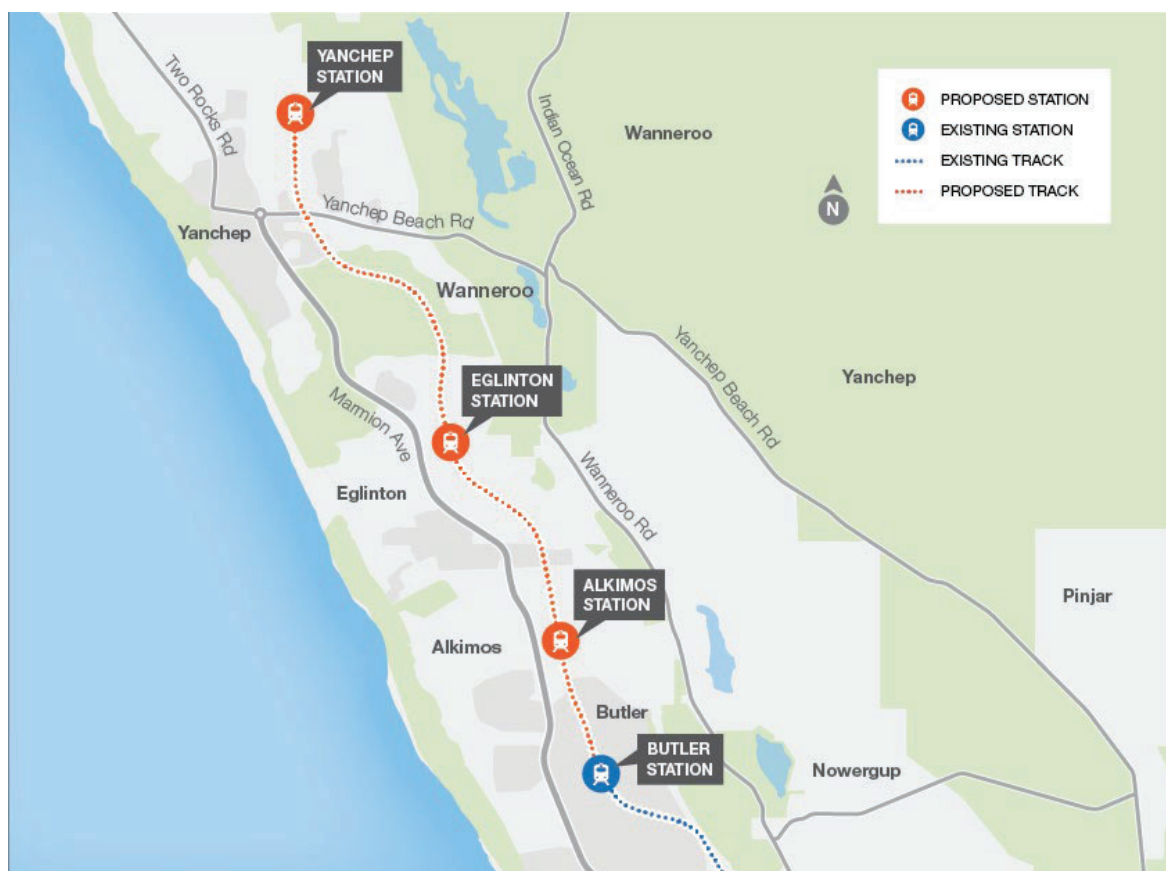 YANCHEP
STATION
Two Rocks Rd
Indian Ocean Rd
Wanneroo
PROPOSED STATION
EXISTING STATION
EXISTING TRACK
PROPOSED TRACK
N
Yanchep Beach Rd
Yanchep
Wanneroo
EGLINTON
STATION
Yanchep Beach Rd
Yanchep
Marmion Ave
Eglinton
Wanneroo Rd
ALKIMOS
STATION
Pinjar
Alkimos
Butler
BUTLER
STATION
Nowergup